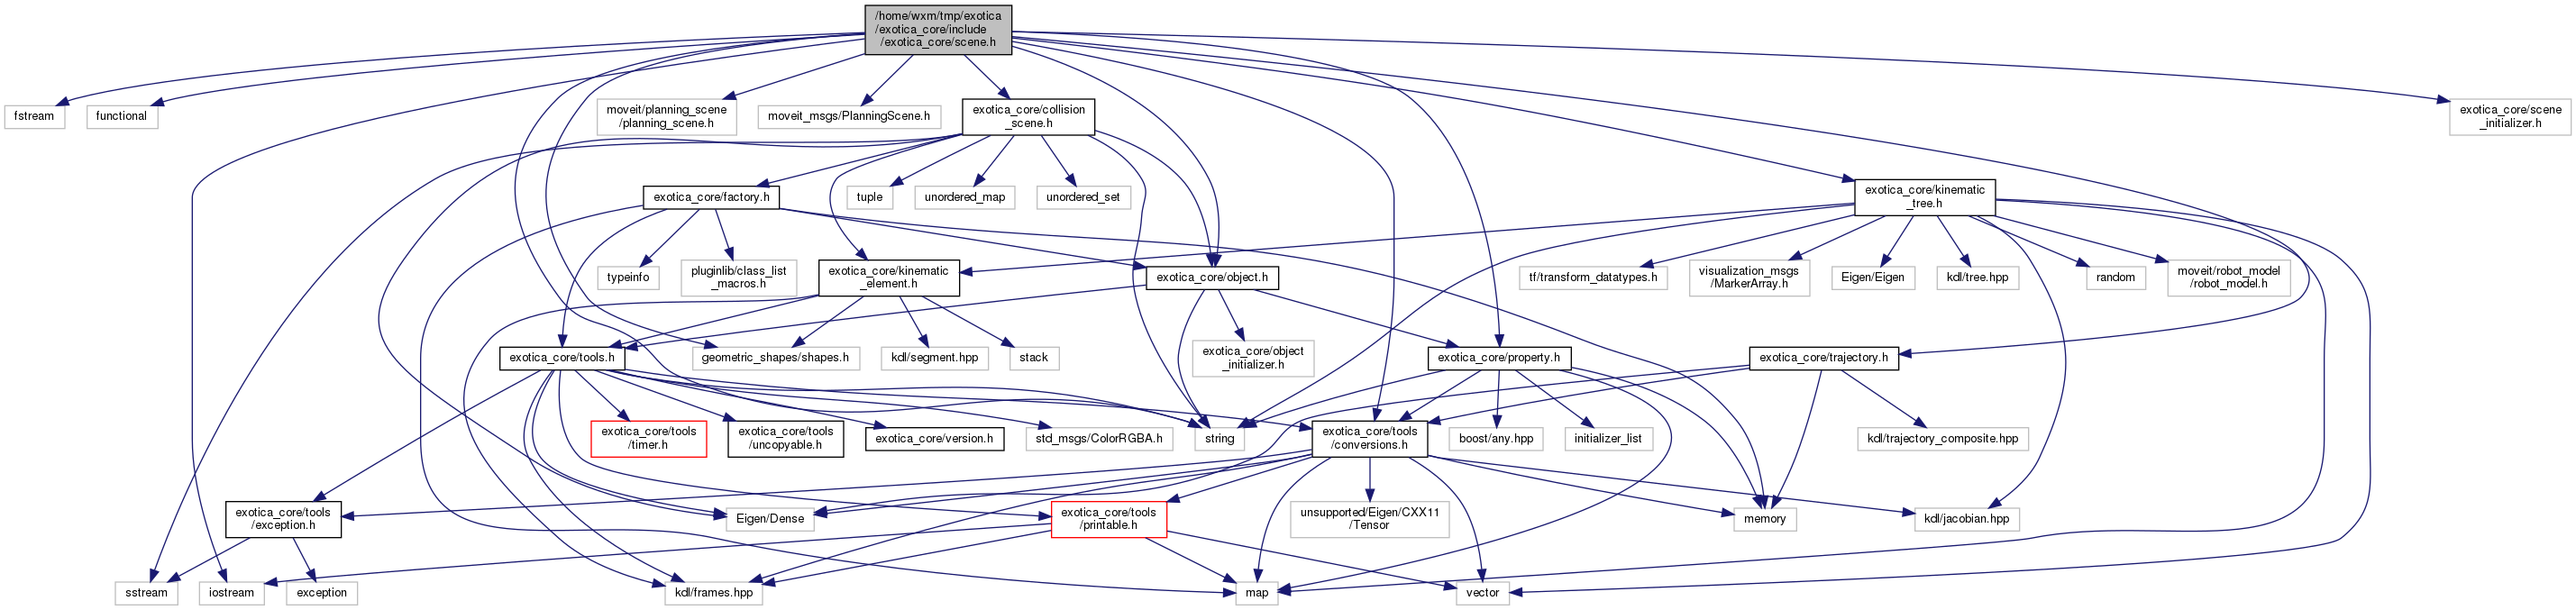 /home/wxm/tmp/exotica
/exotica_core/include
/exotica_core/scene.h
fstream
functional
moveit/planning_scene
/planning_scene.h
moveit_msgs/PlanningScene.h
exotica_core/collision
_scene.h
exotica_core/scene
_initializer.h
exotica_core/factory.h
tuple
unordered_map
unordered_set
exotica_core/kinematic
_tree.h
typeinfo
pluginlib/class_list
_macros.h
exotica_core/kinematic
_element.h
exotica_core/object.h
tf/transform_datatypes.h
visualization_msgs
/MarkerArray.h
Eigen/Eigen
kdl/tree.hpp
random
moveit/robot_model
/robot_model.h
exotica_core/tools.h
geometric_shapes/shapes.h
kdl/segment.hpp
stack
exotica_core/object
_initializer.h
exotica_core/property.h
exotica_core/trajectory.h
exotica_core/tools
/timer.h
exotica_core/tools
/uncopyable.h
exotica_core/version.h
std_msgs/ColorRGBA.h
string
exotica_core/tools
/conversions.h
boost/any.hpp
initializer_list
kdl/trajectory_composite.hpp
exotica_core/tools
/exception.h
Eigen/Dense
exotica_core/tools
/printable.h
unsupported/Eigen/CXX11
/Tensor
memory
kdl/jacobian.hpp
sstream
iostream
exception
kdl/frames.hpp
map
vector